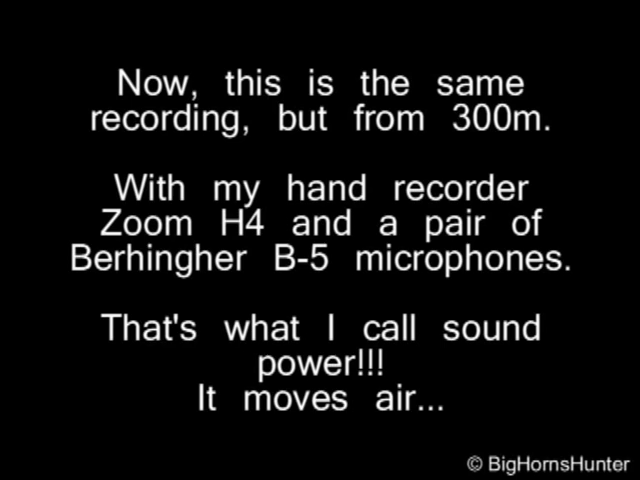 Now, this is the same
recording, but from 300m.
With my hand recorder
Zoom H4 and a pair of
Berhingher B-5 microphones.
That's what I call sound
power!!!
It moves air...
© BigHornsHunter